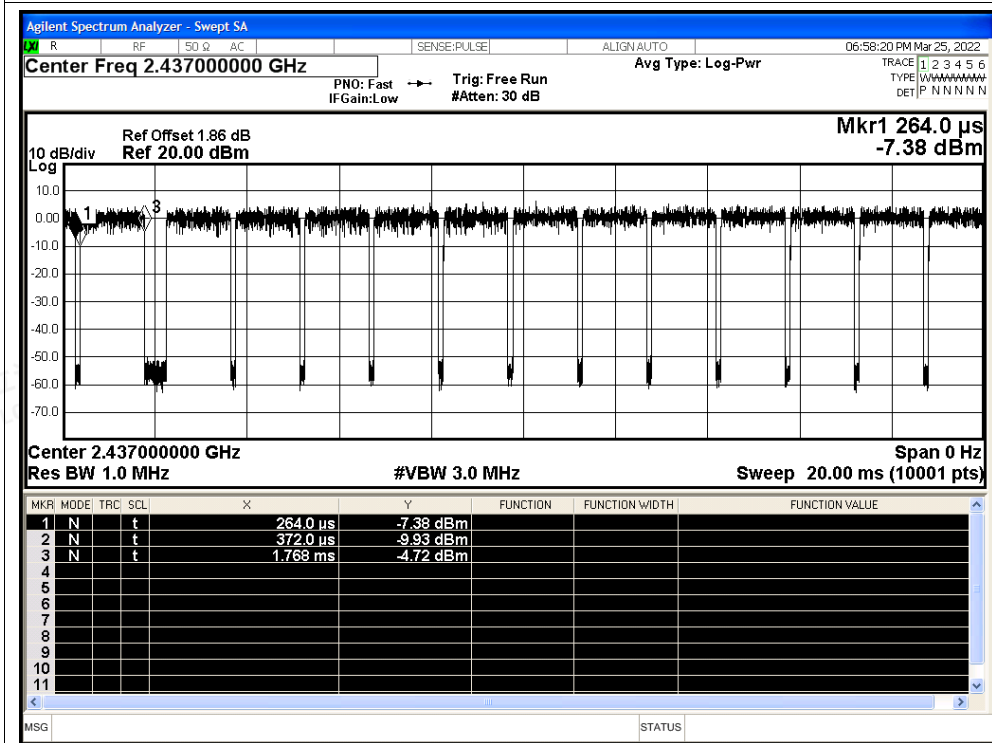 Agilent Spectrum Analyzer - Swept SA
LXI R RF 50 Ω AC SENSE:PULSE ALIGN AUTO 06:58:20 PM Mar 25, 2022
Center Freq 2.437000000 GHz Avg Type: Log-Pwr TRACE 1 2 3 4 5 6
PNO: Fast Trig: Free Run TYPE
IFGain:Low #Atten: 30 dB DET P N N N N N
Mkr1 264.0 µs
Ref Offset 1.86 dB
10 dB/div Ref 20.00 dBm -7.38 dBm
Log
10.0
1 3
0.00
-10.0
-20.0
-30.0
-40.0
-50.0
-60.0
-70.0
Center 2.437000000 GHz Span 0 Hz
Res BW 1.0 MHz #VBW 3.0 MHz Sweep 20.00 ms (10001 pts)
MKR MODE TRC SCL X Y FUNCTION FUNCTION WIDTH FUNCTION VALUE
1 N t 264.0 µs -7.38 dBm
2 N t 372.0 µs -9.93 dBm
3 N t 1.768 ms -4.72 dBm
4
5
6
7
8
9
10
11
MSG STATUS